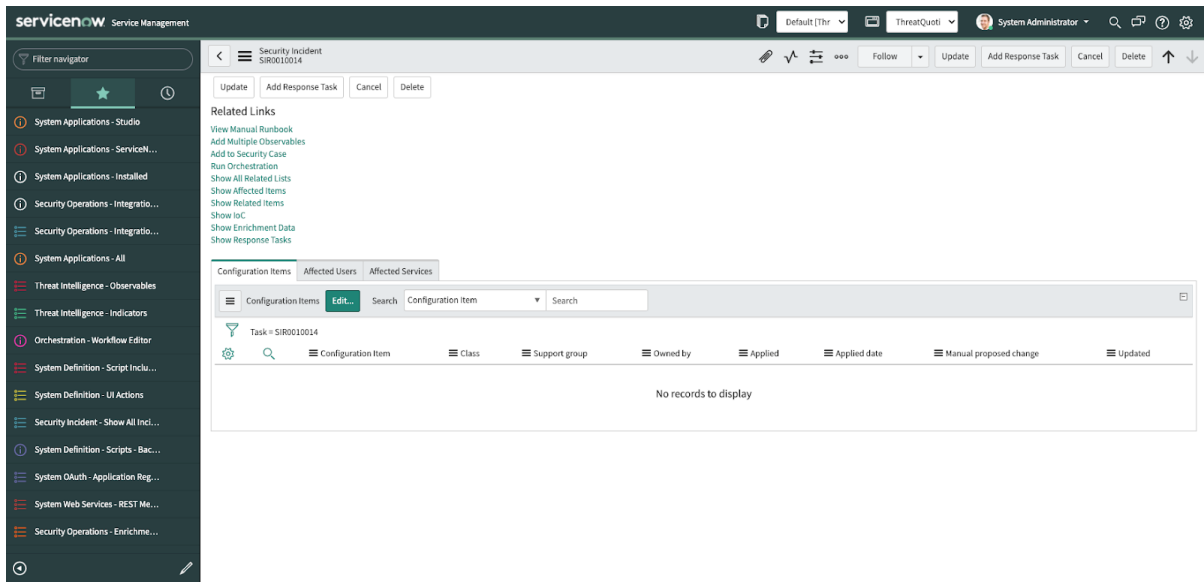 servicenow Service Management
Default [Thr
ThreatQuoti
System Administrator
Filter navigator
System Applications - Studio
System Applications - ServiceN...
System Applications - Installed
Security Operations - Integratio...
Security Operations - Integratio...
System Applications - All
Threat Intelligence - Observables
Threat Intelligence - Indicators
Orchestration - Workflow Editor
System Definition - Script Inclu...
System Definition - UI Actions
Security Incident - Show All Inci...
System Definition - Scripts - Bac...
System OAuth - Application Reg...
System Web Services - REST Me...
Security Operations - Enrichme...
Security Incident
SIR0010014
Follow Update Add Response Task Cancel Delete
Update Add Response Task Cancel Delete
Related Links
View Manual Runbook
Add Multiple Observables
Add to Security Case
Run Orchestration
Show All Related Lists
Show Affected Items
Show Related Items
Show IoC
Show Enrichment Data
Show Response Tasks
Configuration Items Affected Users Affected Services
Configuration Items Edit... Search Configuration Item Search
Task = SIR0010014
Configuration Item Class Support group Owned by Applied Applied date Manual proposed change Updated
No records to display